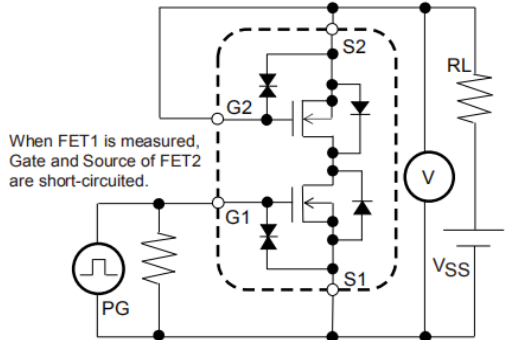 S2
RL
G2
When FET1 is measured,
Gate and Source of FET2
are short-circuited.
V
G1
VSS
S1
PG